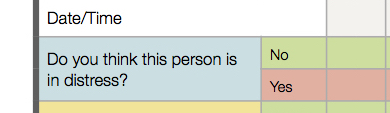 Date/Time
Do you think this person is
in distress?
No
Yes